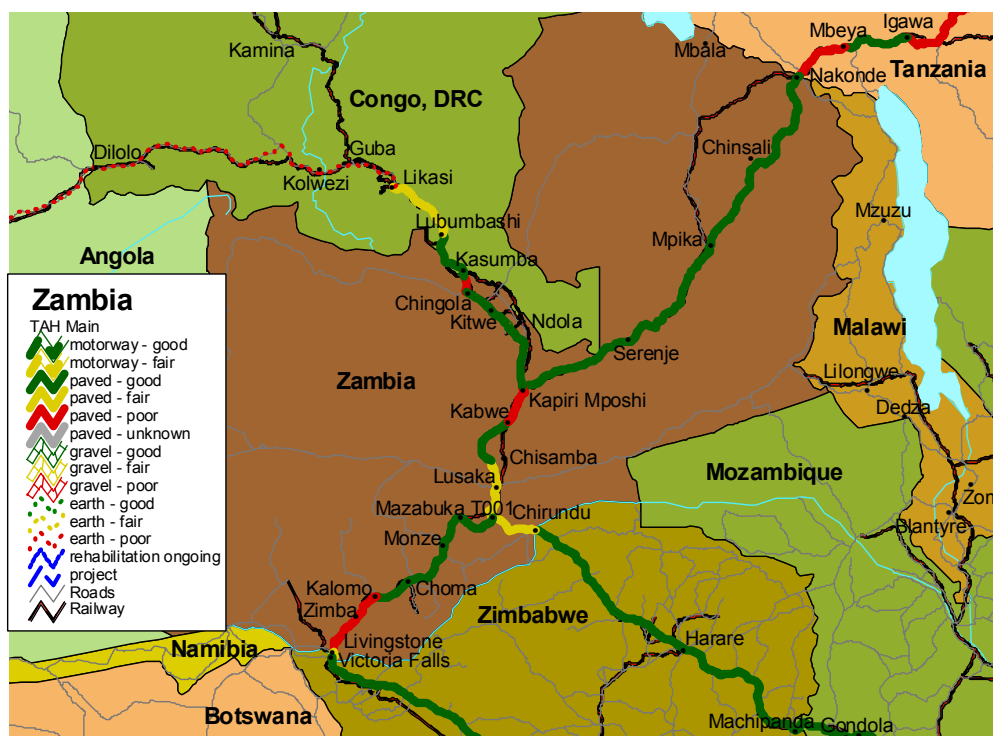 Kamina
Mbala
Mbeya
Igawa
Tanzania
Nakonde
Congo, DRC
Dilolo
Guba
Kolwezi
Likasi
Chinsali
Lubumbashi
Mzuzu
Mpika
Angola
Kasumba
Chingola
Kitwe
Ndola
Malawi
Serenje
Zambia
Lilongwe
Kapiri Mposhi
Dedza
Kabwe
Chisamba
Mozambique
Lusaka
Zom
Mazabuka T001
Chirundu
Blantyre
Monze
Kalomo
Choma
Zimba
Zimbabwe
Harare
Livingstone
Namibia
Victoria Falls
Botswana
Machipanda
Gondola
Zambia
TAH Main
motorway - good
motorway - fair
paved - good
paved - fair
paved - poor
paved - unknown
gravel - good
gravel - fair
gravel - poor
earth - good
earth - fair
earth - poor
rehabilitation ongoing
project
Roads
Railway